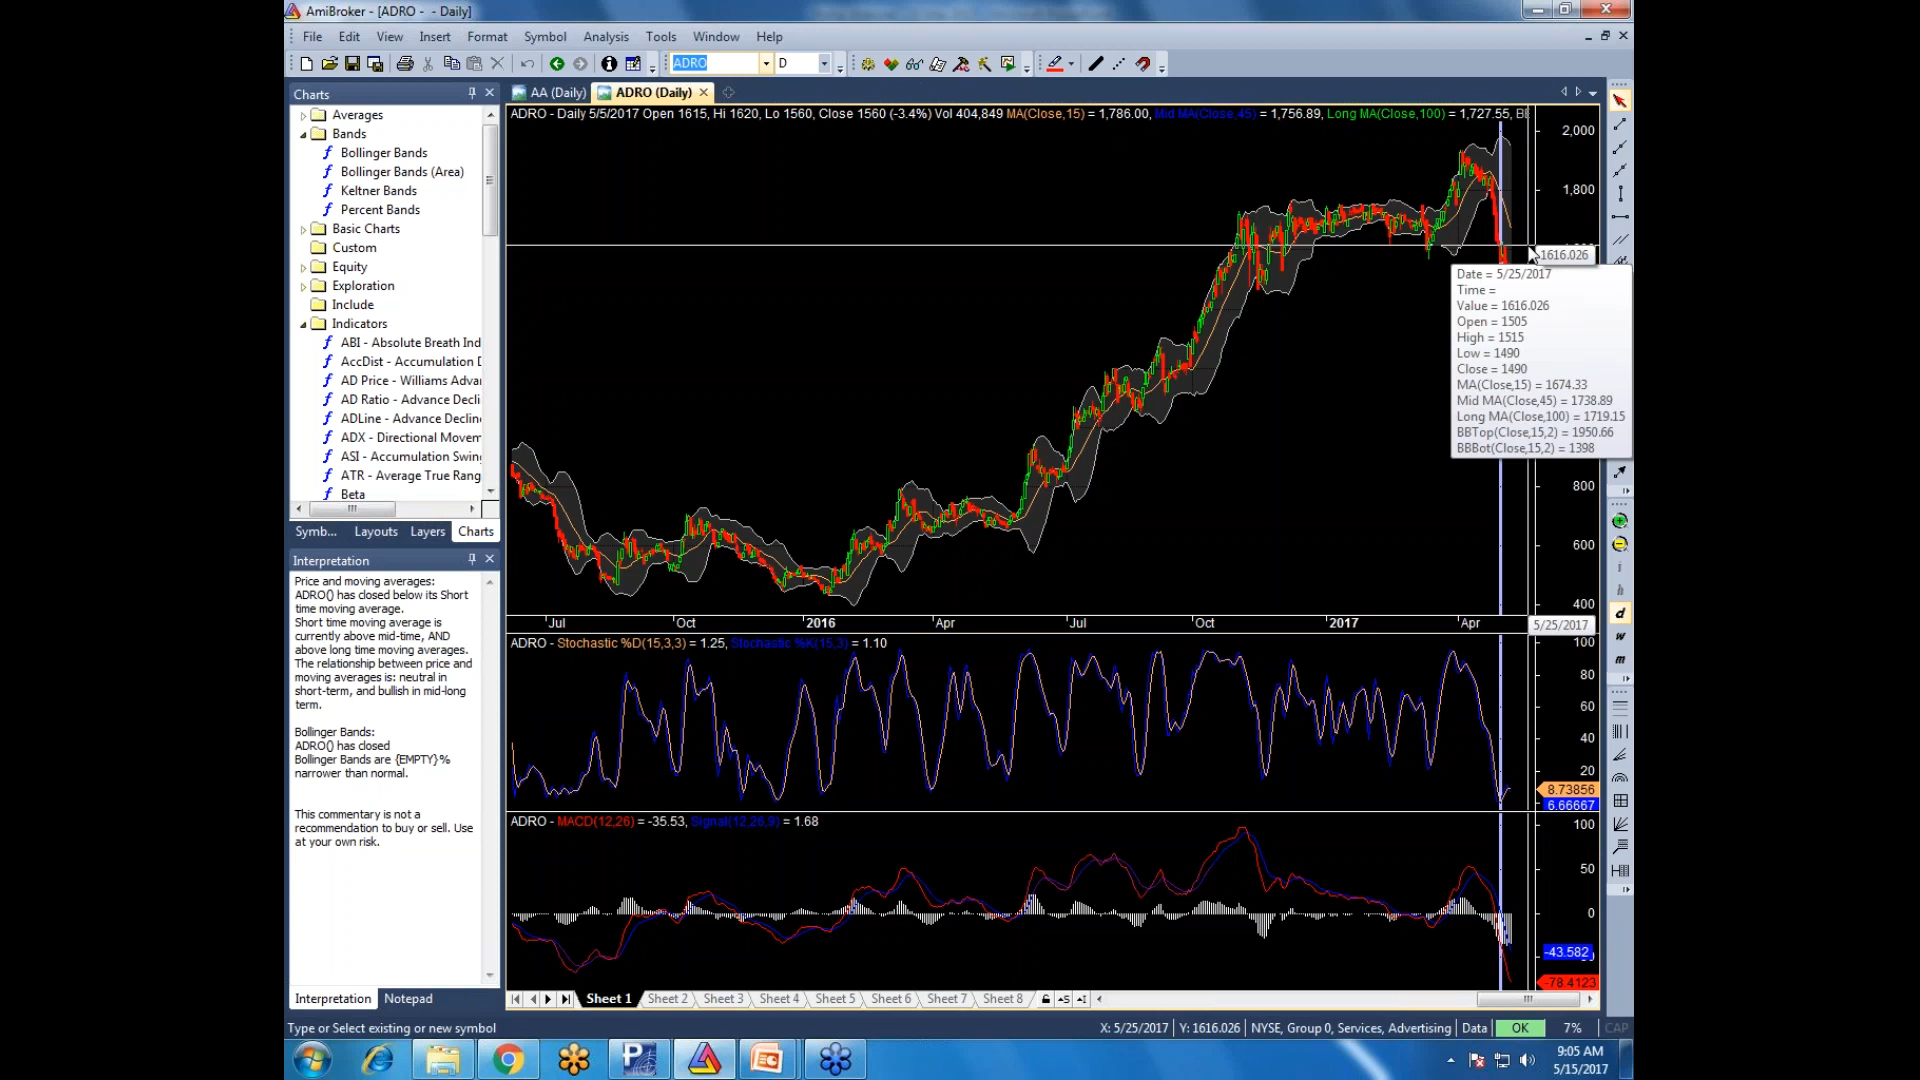 AmiBroker - [ADRO - - Daily]
File Edit View Insert Format Symbol Analysis Tools Window Help
ADRO D
Charts
AA (Daily) ADRO (Daily)
Averages
Bands
Bollinger Bands
Bollinger Bands (Area)
Keltner Bands
Percent Bands
Basic Charts
Custom
Equity
Exploration
Include
Indicators
ABI - Absolute Breath Ind
AccDist - Accumulation D
AD Price - Williams Advai
AD Ratio - Advance Decli
ADLine - Advance Decline
ADX - Directional Movem
ASI - Accumulation Swing
ATR - Average True Rang
Beta
Symb... Layouts Layers Charts
Interpretation
Price and moving averages:
ADRO() has closed below its Short
time moving average.
Short time moving average is
currently above mid-time, AND
above long time moving averages.
The relationship between price and
moving averages is: neutral in
short-term, and bullish in mid-long
term.
Bollinger Bands:
ADRO() has closed
Bollinger Bands are {EMPTY}%
narrower than normal.
This commentary is not a
recommendation to buy or sell. Use
at your own risk.
Interpretation Notepad
ADRO - Daily 5/5/2017 Open 1615, Hi 1620, Lo 1560, Close 1560 (-3.4%) Vol 404,849 MA(Close,15) = 1,786.00, Mid MA(Close,45) = 1,756.89, Long MA(Close,100) = 1,727.55,
2,000
1,800
1616.026
Date = 5/25/2017
Time =
Value = 1616.026
Open = 1505
High = 1515
Low = 1490
Close = 1490
MA(Close,15) = 1674.33
Mid MA(Close,45) = 1738.89
Long MA(Close,100) = 1719.15
BBTop(Close,15,2) = 1950.66
BBBot(Close,15,2) = 1398
800
600
400
Jul Oct 2016 Apr Jul Oct 2017 Apr 5/25/2017
ADRO - Stochastic %D(15,3,3) = 1.25, Stochastic %K(15,3) = 1.10
100
80
60
40
20
8.73856
6.66667
ADRO - MACD(12,26) = -35.53, Signal(12,26,9) = 1.68
100
50
0
-43.582
-78.4123
i
h
d
w
m
Sheet 1 Sheet 2 Sheet 3 Sheet 4 Sheet 5 Sheet 6 Sheet 7 Sheet 8
Type or Select existing or new symbol
X: 5/25/2017 Y: 1616.026 NYSE, Group 0, Services, Advertising Data OK 7% CAP
9:05 AM
5/15/2017